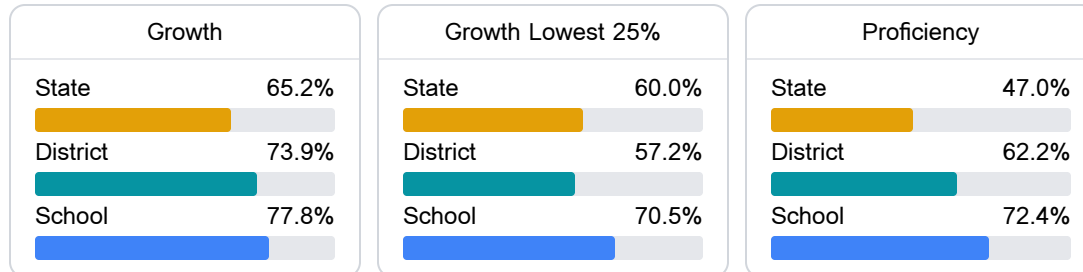 Growth
State 65.2%
District 73.9%
School 77.8%
Growth Lowest 25%
State 60.0%
District 57.2%
School 70.5%
Proficiency
State 47.0%
District 62.2%
School 72.4%